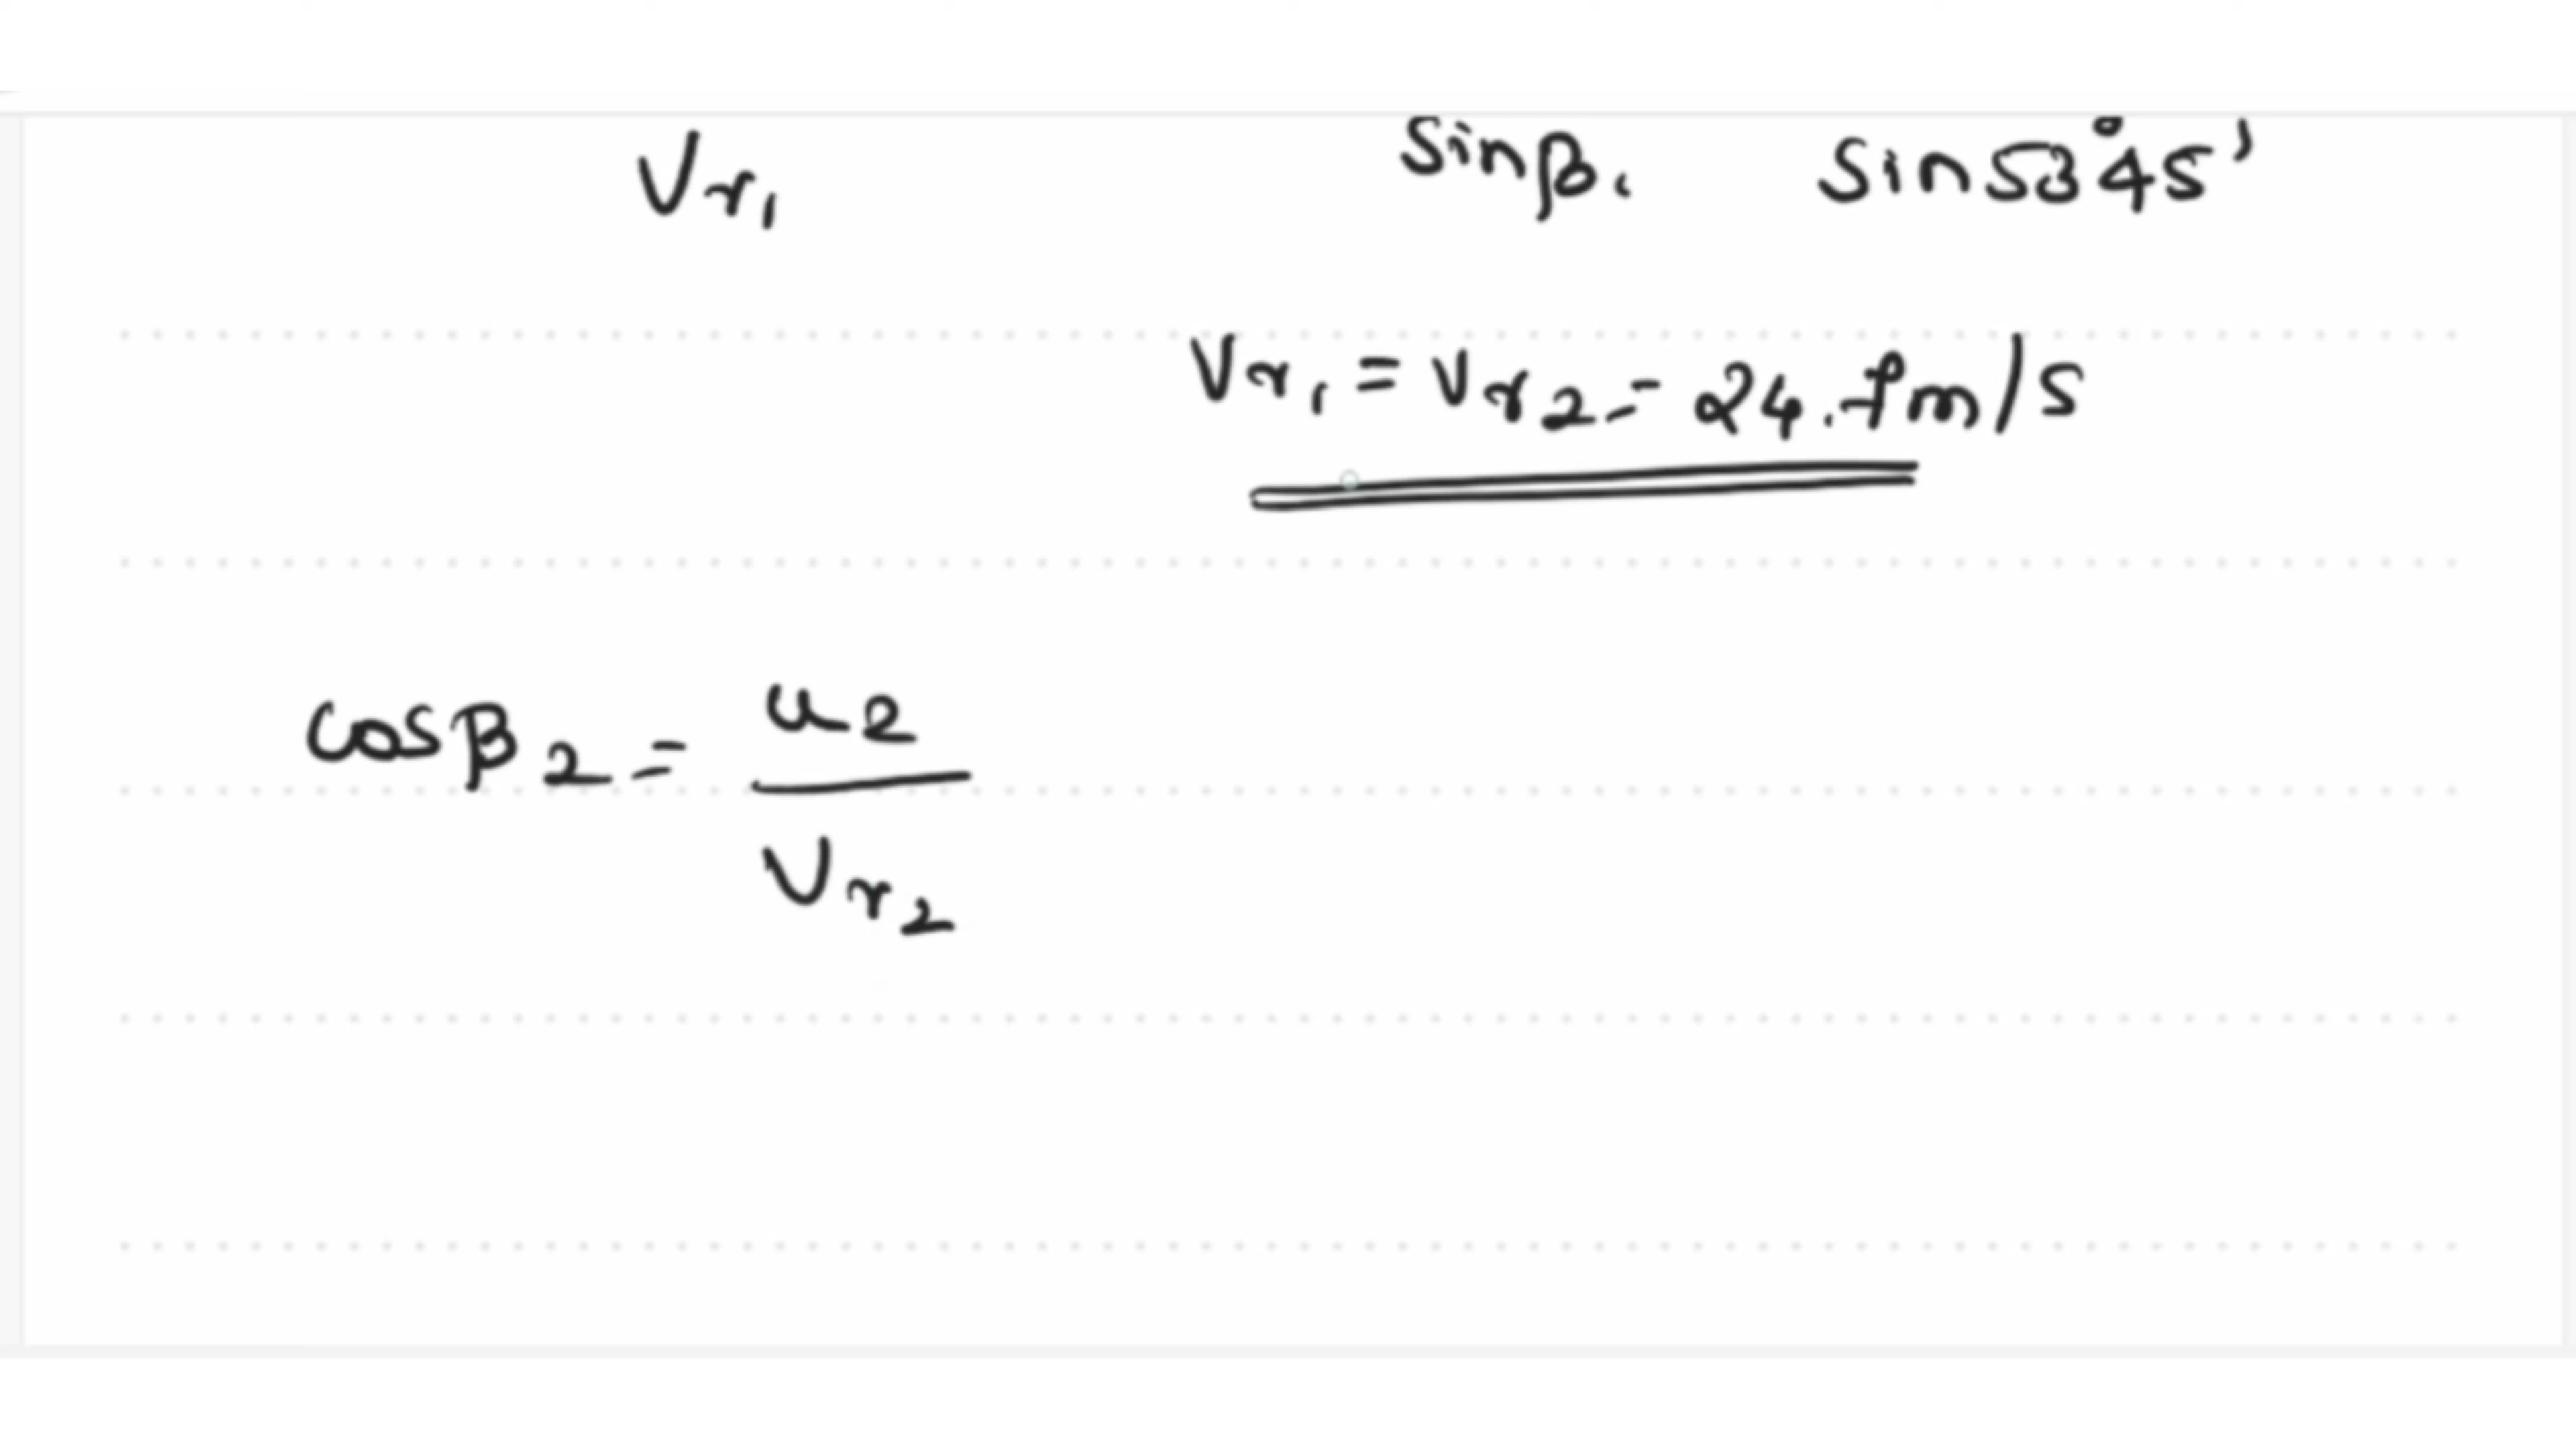 Vr₁ sinβ₁ sin53°45'
Vr₁ = Vr₂ = 24.7m/s
cosβ₂ = u₂
Vr₂